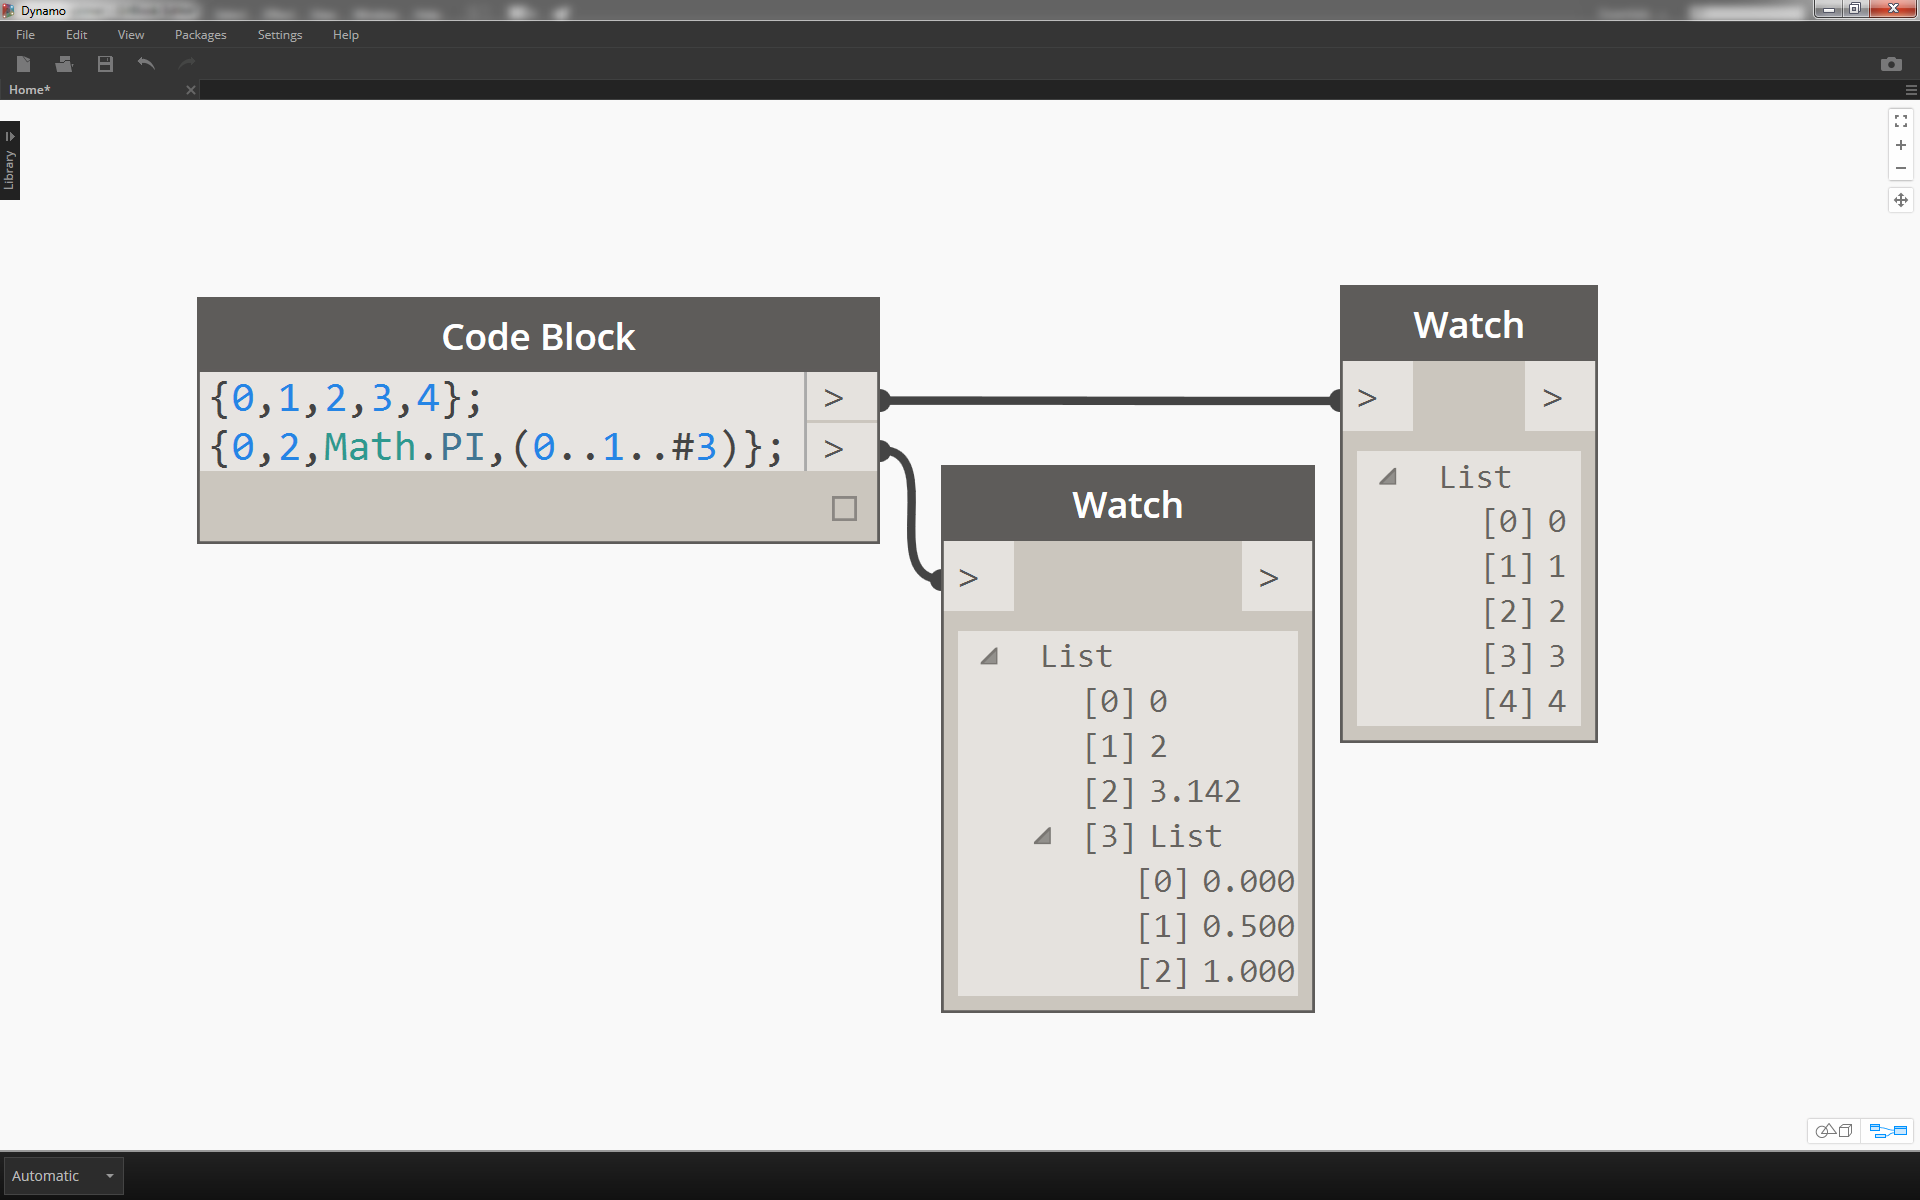 Dynamo
File Edit View Packages Settings Help
Home*
Library
Code Block
{0,1,2,3,4};
{0,2,Math.PI,(0..1..#3)};
>
>
Watch
> >
List
[0] 0
[1] 2
[2] 3.142
[3] List
[0] 0.000
[1] 0.500
[2] 1.000
Watch
> >
List
[0] 0
[1] 1
[2] 2
[3] 3
[4] 4
Automatic